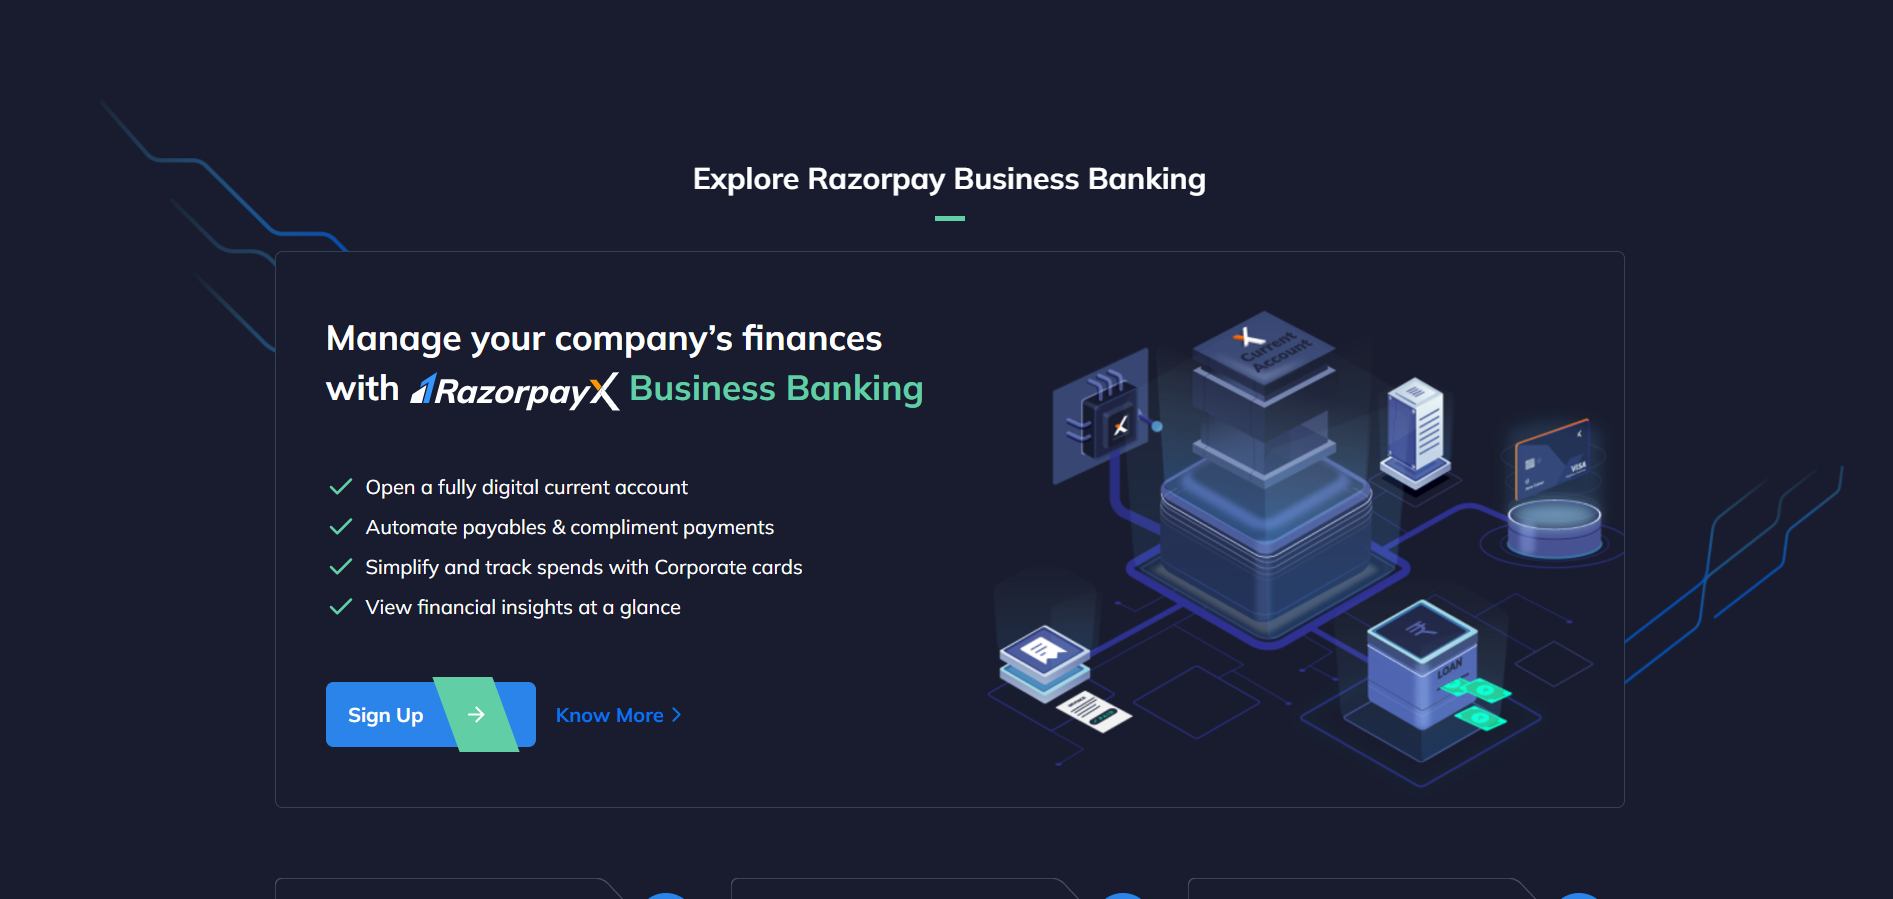 Explore Razorpay Business Banking
Manage your company’s finances
with RazorpayX Business Banking
Open a fully digital current account
Automate payables & compliment payments
Simplify and track spends with Corporate cards
View financial insights at a glance
Sign Up
Know More
Current
Account
VISA
LOAN